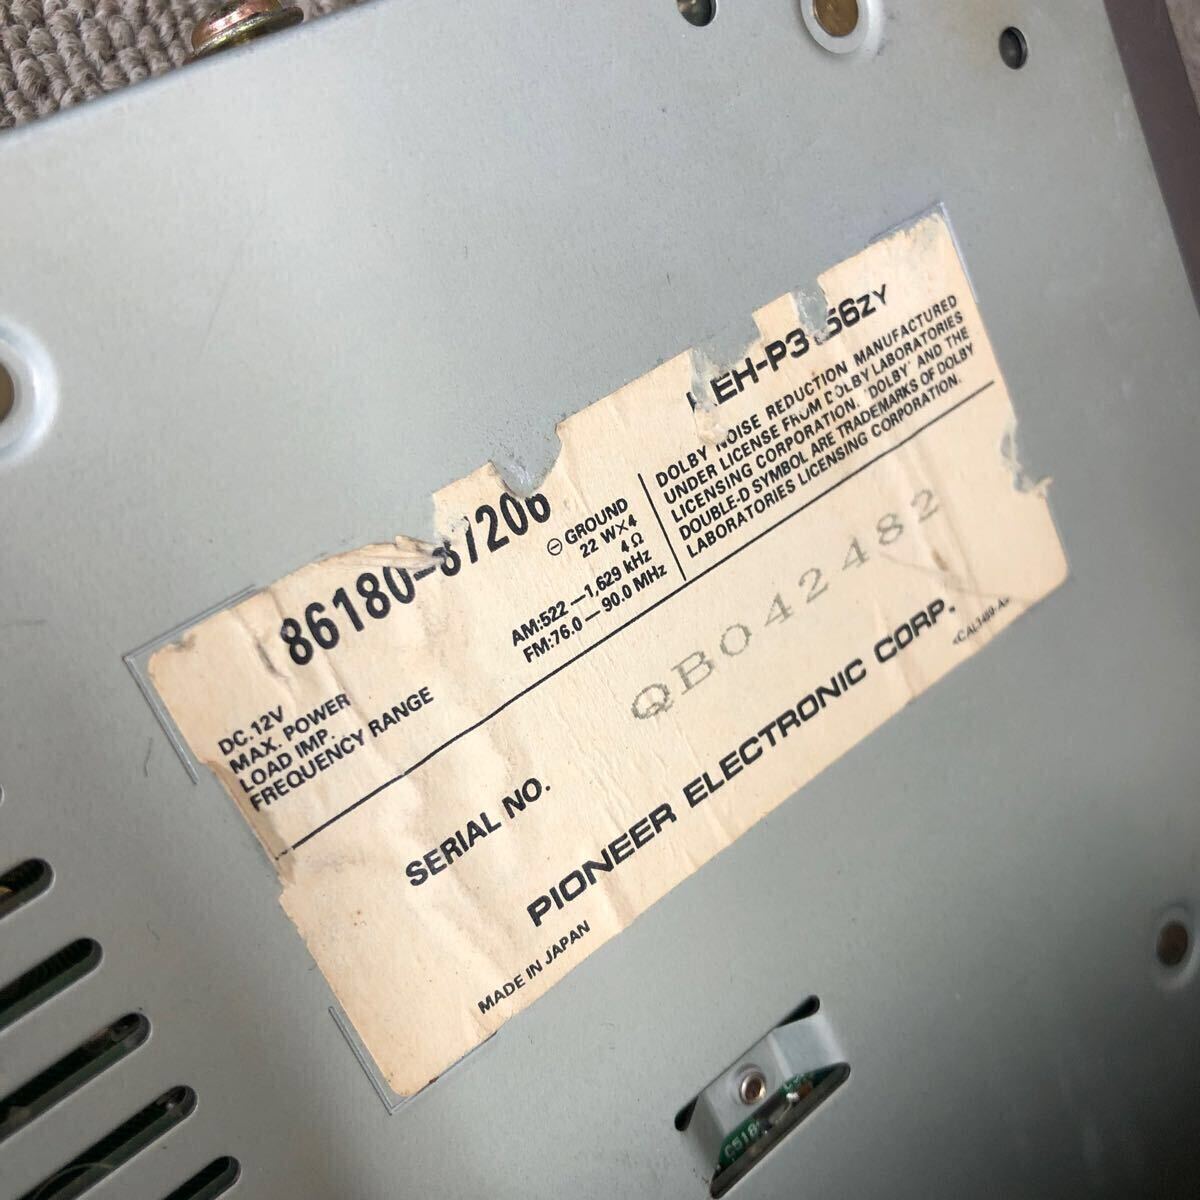 86180-87206
DC.12V ⊖ GROUND
MAX. POWER 22 W×4
LOAD IMP. 4 Ω
FREQUENCY RANGE AM:522—1,629 kHz
FM:76.0—90.0 MHz
DOLBY NOISE REDUCTION MANUFACTURED
UNDER LICENSE FROM DOLBY LABORATORIES
LICENSING CORPORATION. 'DOLBY' AND THE
DOUBLE-D SYMBOL ARE TRADEMARKS OF DOLBY
LABORATORIES LICENSING CORPORATION.
SERIAL NO. QB042482
PIONEER ELECTRONIC CORP.
MADE IN JAPAN